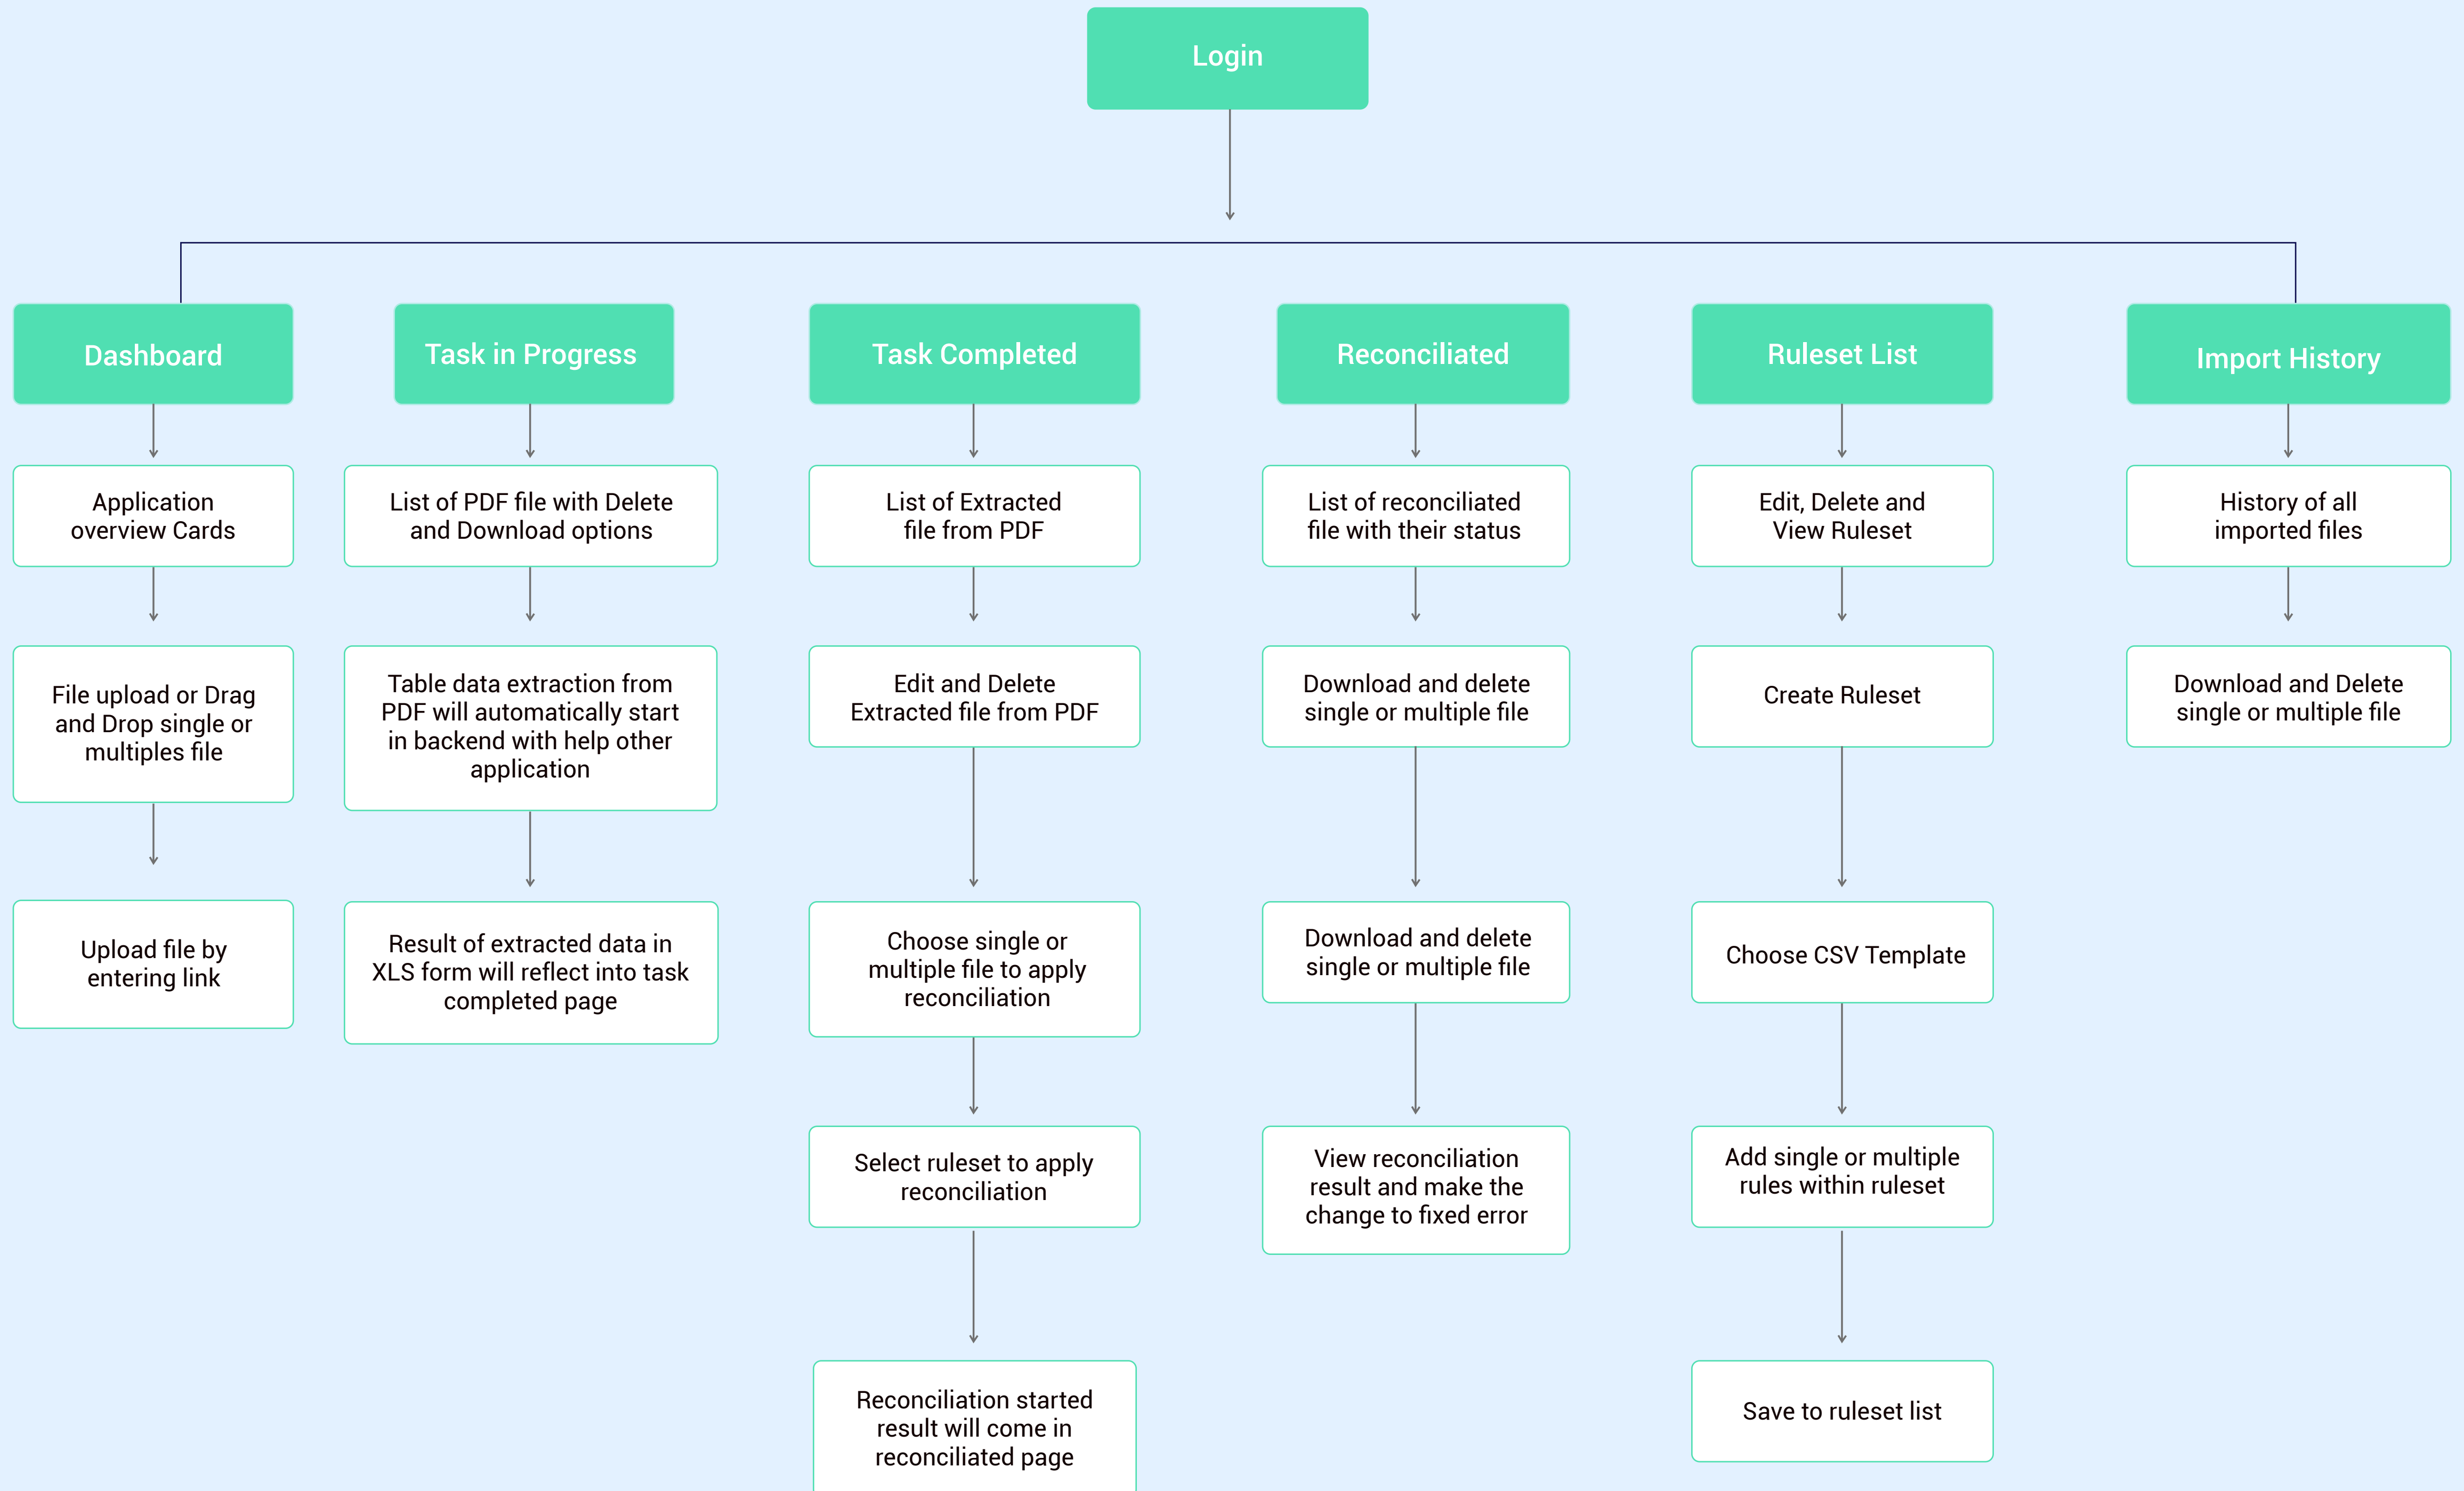 Login
Dashboard
Task in Progress
Task Completed
Reconciliated
Ruleset List
Import History
Application
overview Cards
File upload or Drag
and Drop single or
multiples file
Upload file by
entering link
List of PDF file with Delete
and Download options
Table data extraction from
PDF will automatically start
in backend with help other
application
Result of extracted data in
XLS form will reflect into task
completed page
List of Extracted
file from PDF
Edit and Delete
Extracted file from PDF
Choose single or
multiple file to apply
reconciliation
Select ruleset to apply
reconciliation
Reconciliation started
result will come in
reconciliated page
List of reconciliated
file with their status
Download and delete
single or multiple file
Download and delete
single or multiple file
View reconciliation
result and make the
change to fixed error
Edit, Delete and
View Ruleset
Create Ruleset
Choose CSV Template
Add single or multiple
rules within ruleset
Save to ruleset list
History of all
imported files
Download and Delete
single or multiple file